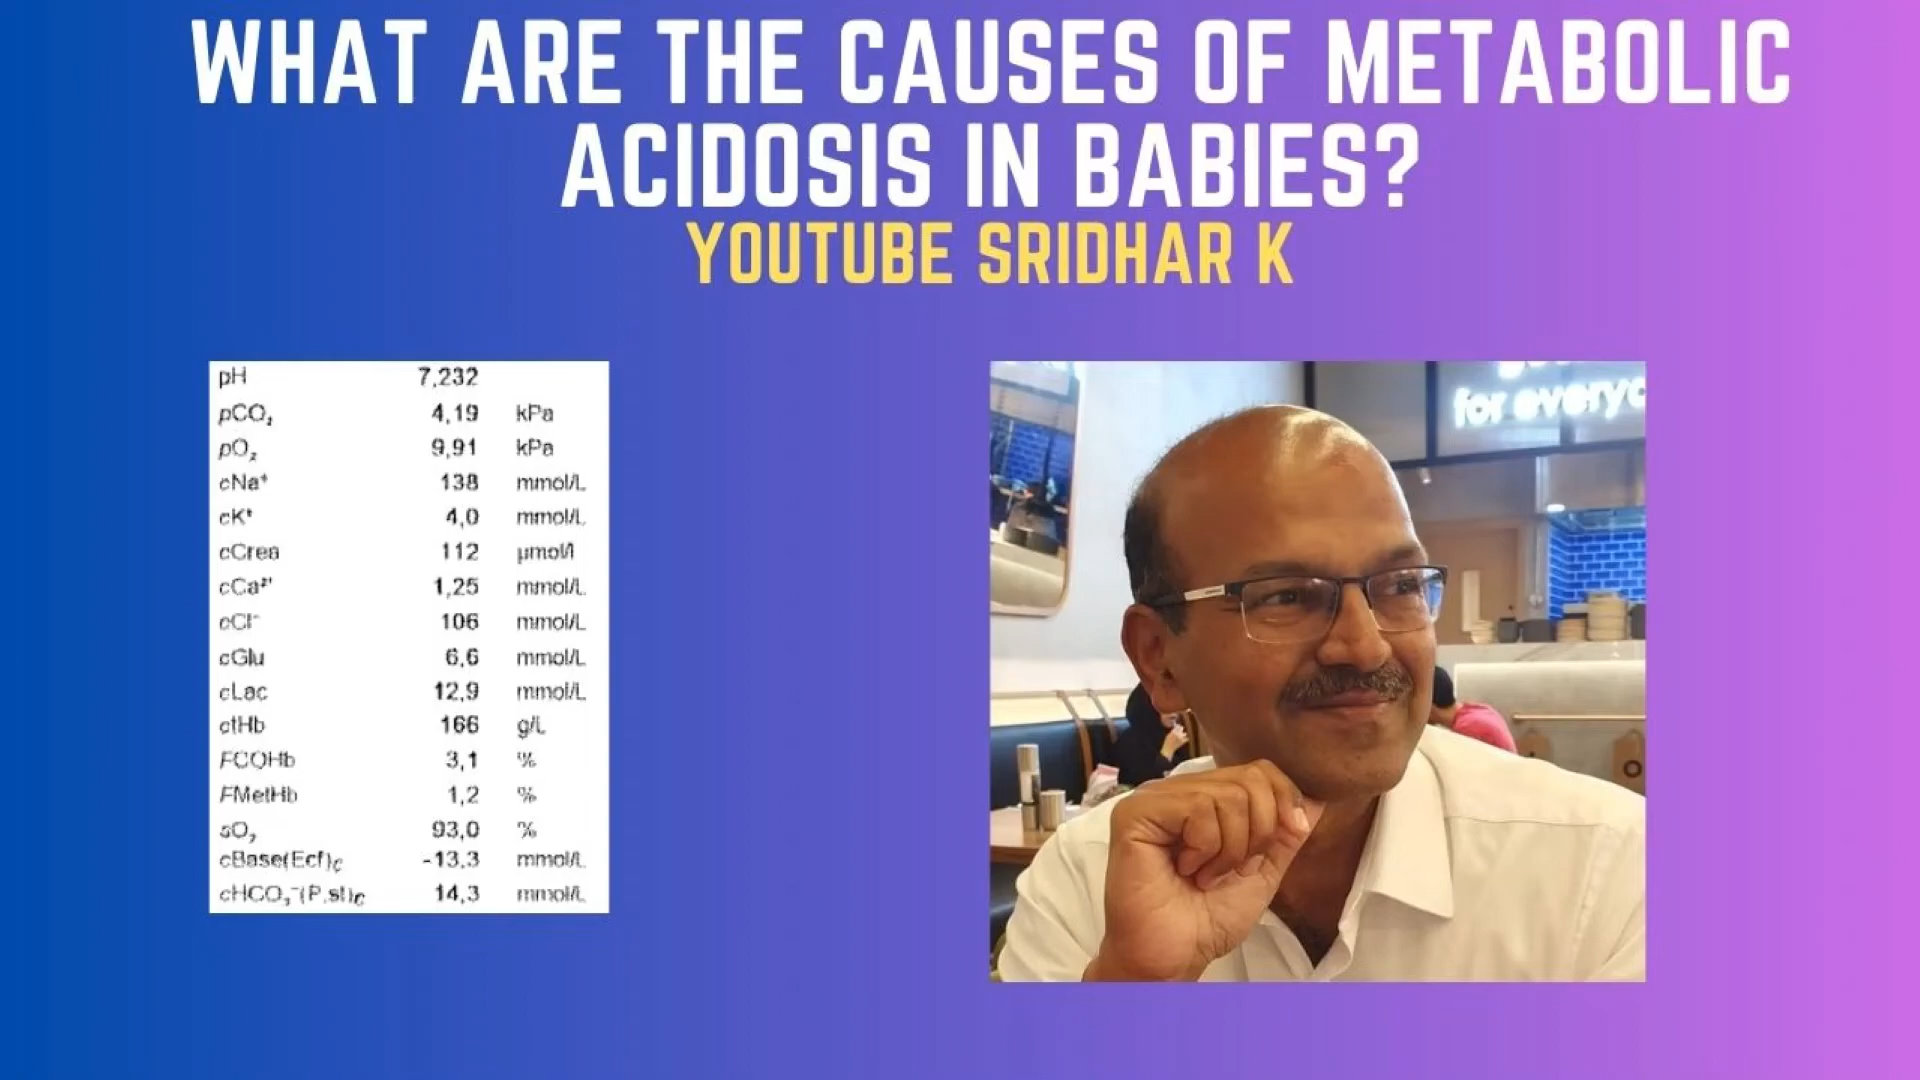 WHAT ARE THE CAUSES OF METABOLIC
ACIDOSIS IN BABIES?
YOUTUBE SRIDHAR K
pH 7,232
pCO₂ 4,19 kPa
pO₂ 9,91 kPa
cNa⁺ 138 mmol/L
cK⁺ 4,0 mmol/L
cCrea 112 µmol/l
cCa²⁺ 1,25 mmol/L
cCl⁻ 106 mmol/L
cGlu 6,6 mmol/L
cLac 12,9 mmol/L
ctHb 166 g/L
FCOHb 3,1 %
FMetHb 1,2 %
sO₂ 93,0 %
cBase(Ecf)c -13,3 mmol/L
cHCO₃⁻(P,st)c 14,3 mmol/L
for